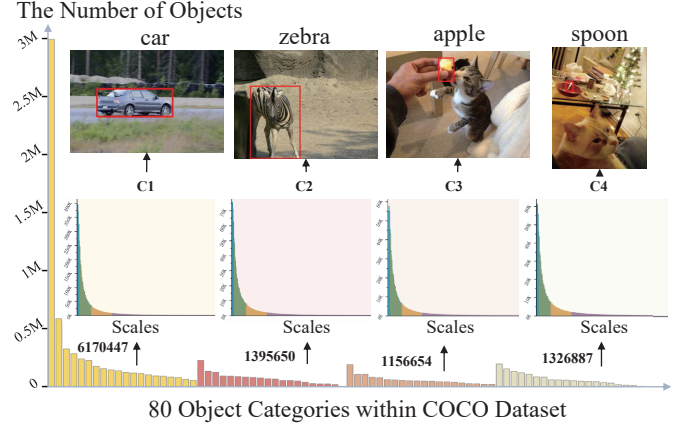 The Number of Objects
3M
2.5M
2M
1.5M
1M
0.5M
0
car
zebra
apple
spoon
C1
C2
C3
C4
Scales
Scales
Scales
Scales
6170447
1395650
1156654
1326887
80 Object Categories within COCO Dataset